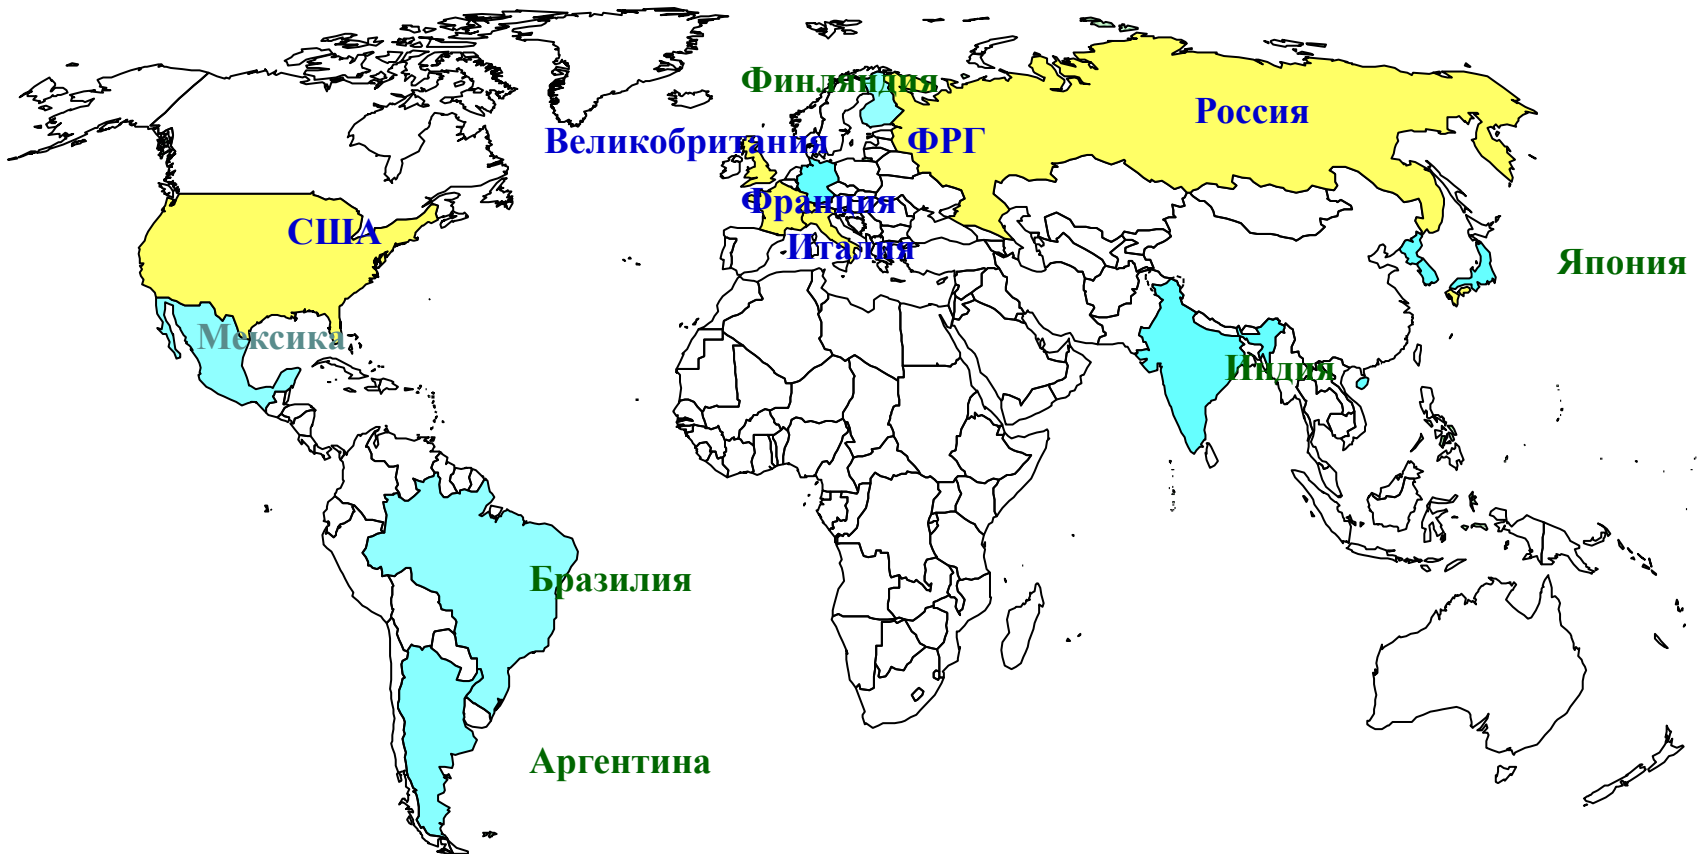 Финляндия
Россия
Великобритания
ФРГ
Франция
США
Италия
Япония
Мексика
Индия
Бразилия
Аргентина